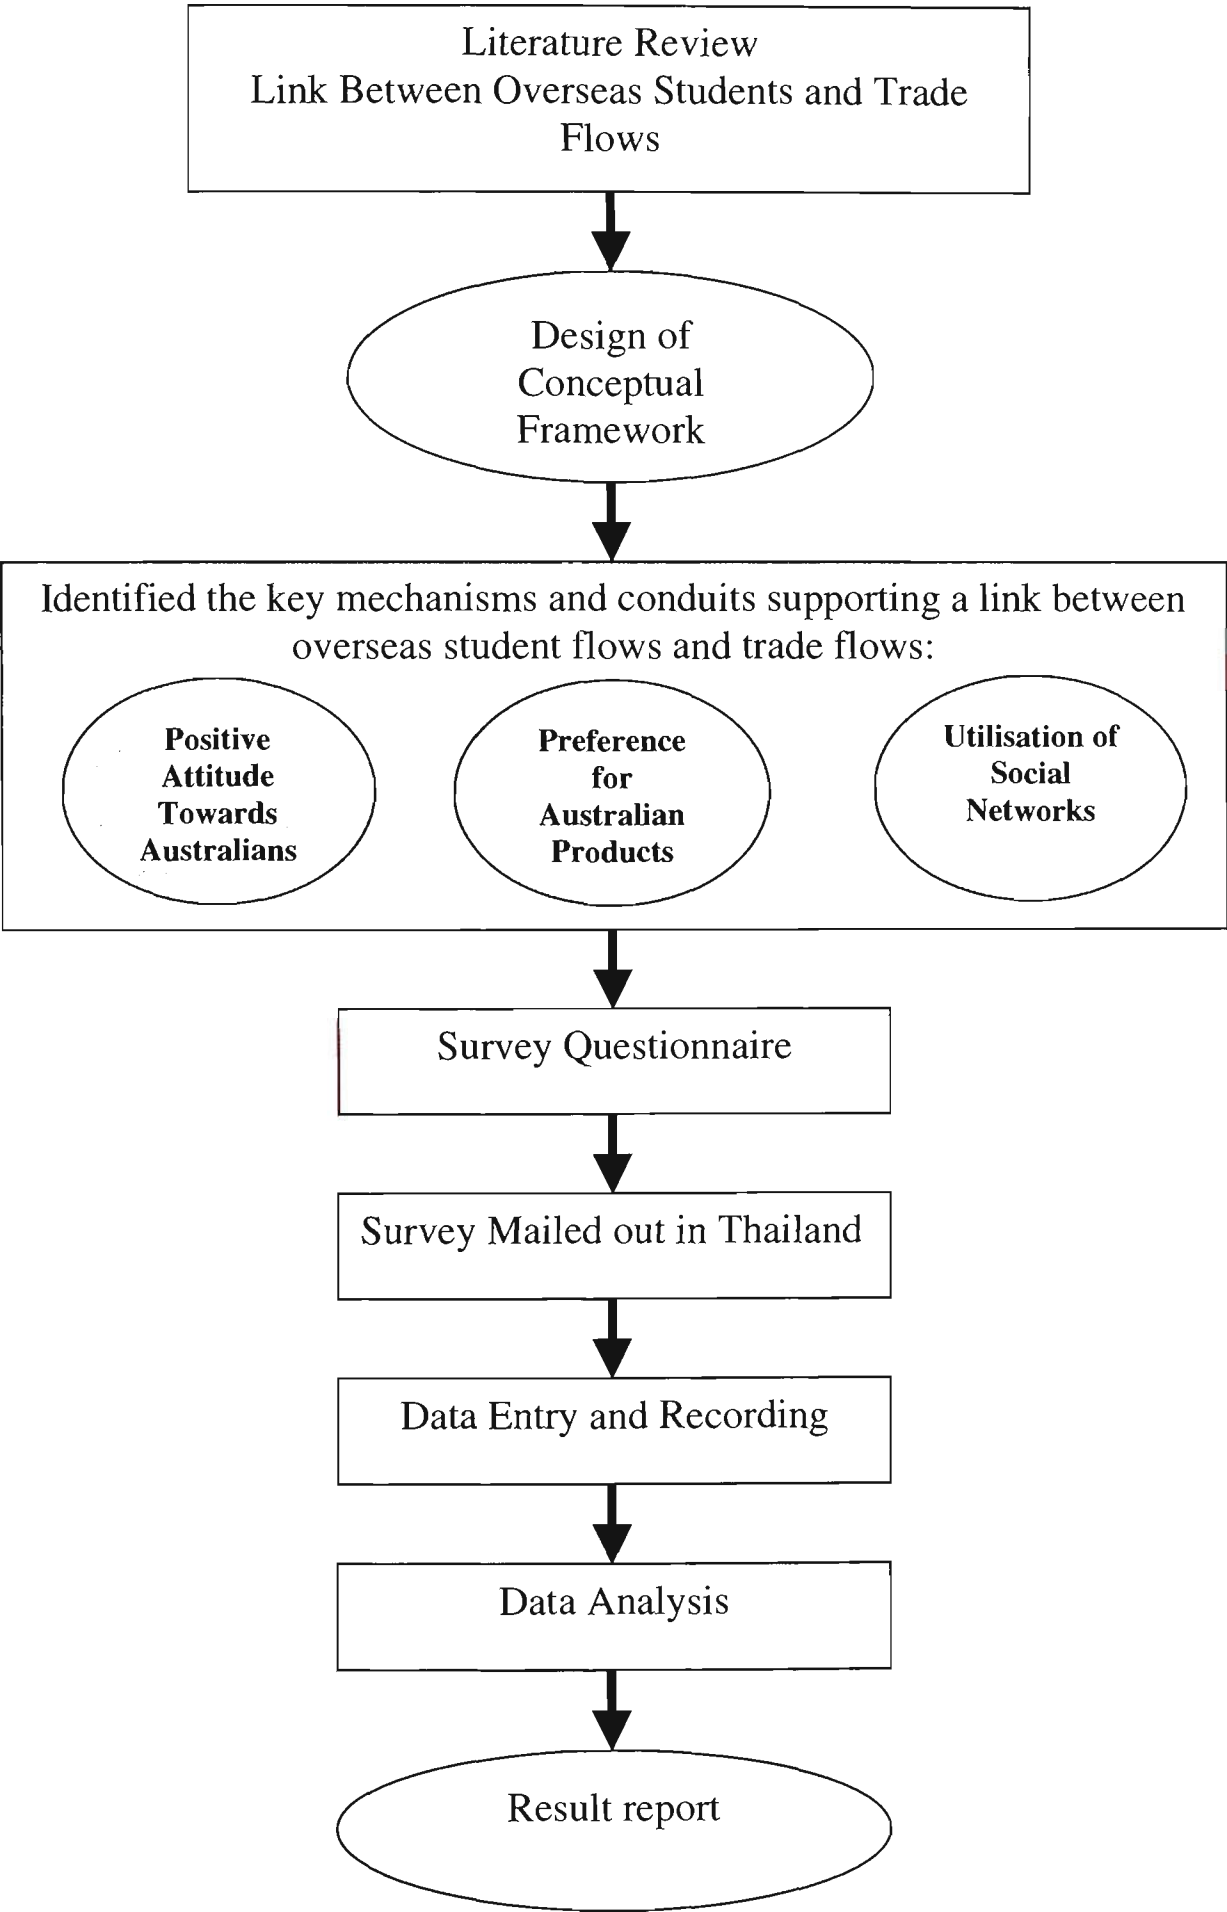 Literature Review
Link Between Overseas Students and Trade
Flows
Design of
Conceptual
Framework
Identified the key mechanisms and conduits supporting a link between
overseas student flows and trade flows:
Positive
Attitude
Towards
Australians
Preference
for
Australian
Products
Utilisation of
Social
Networks
Survey Questionnaire
Survey Mailed out in Thailand
Data Entry and Recording
Data Analysis
Result report